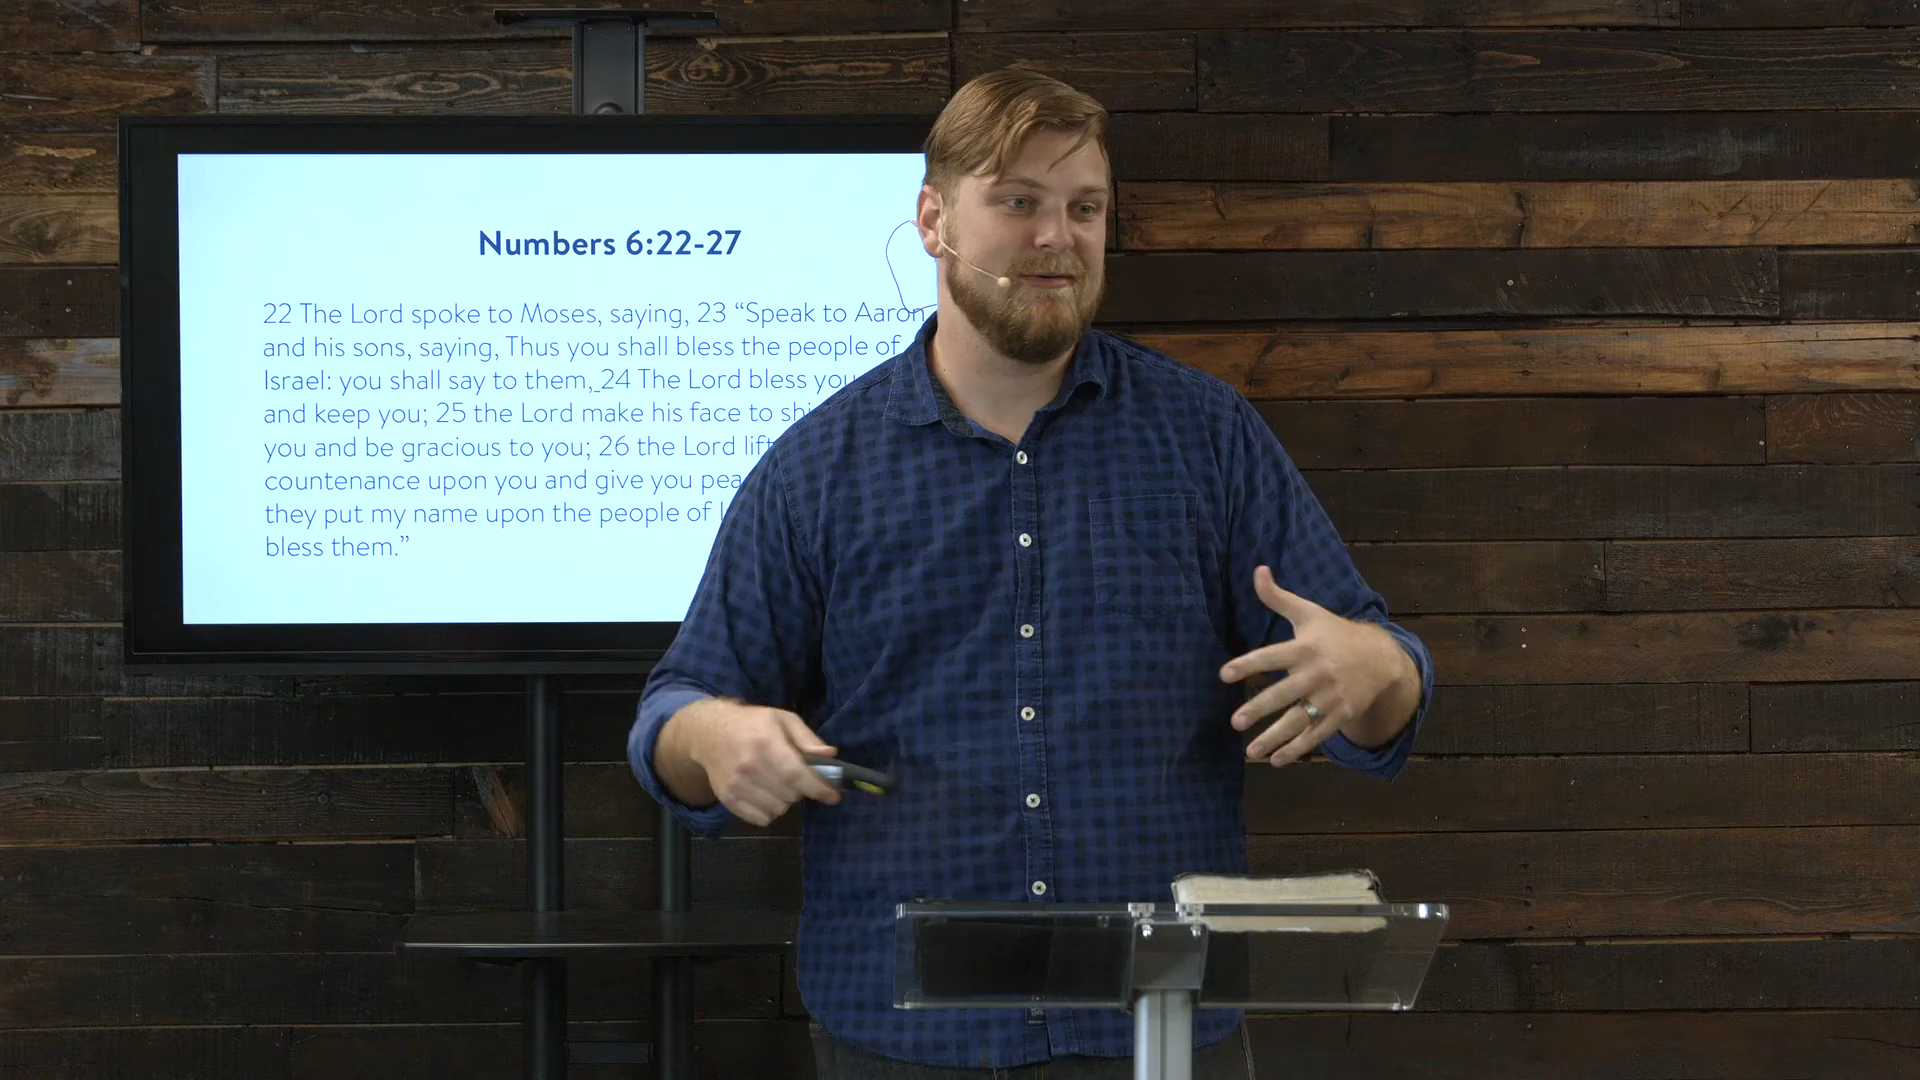 Numbers 6:22-27
22 The Lord spoke to Moses, saying, 23 “Speak to Aaron
and his sons, saying, Thus you shall bless the people of
Israel: you shall say to them,_24 The Lord bless you
and keep you; 25 the Lord make his face to
you and be gracious to you; 26 the Lord lift
countenance upon you and give you
they put my name upon the people of
bless them.”